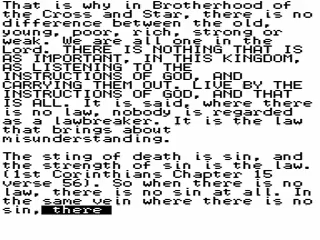 That is why in Brotherhood of
the Cross and Star, there is no
difference between the old,
young, poor, rich, strong or
weak. We are all one in the
Lord. THERE IS NOTHING THAT IS
AS IMPORTANT, IN THIS KINGDOM,
AS LISTENING TO THE
INSTRUCTIONS OF GOD, AND
CARRYING THEM OUT. LIVE BY THE
INSTRUCTIONS OF GOD, AND THAT
IS ALL. It is said, where there
is no law, nobody is regarded
as a lawbreaker. It is the law
that brings about
misunderstanding.
The sting of death is sin, and
the strength of sin is the law.
(1st Corinthians Chapter 15
verse 56). So when there is no
law, there is no sin at all. In
the same vein where there is no
sin, there